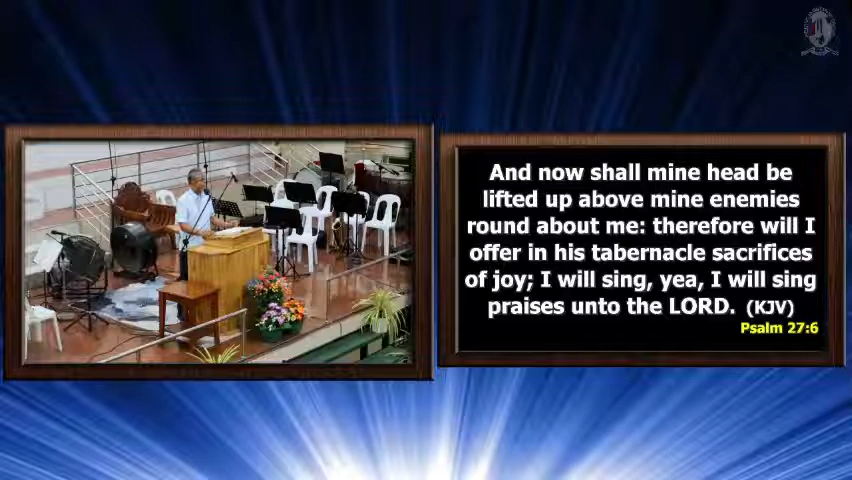 And now shall mine head be
lifted up above mine enemies
round about me: therefore will I
offer in his tabernacle sacrifices
of joy; I will sing, yea, I will sing
praises unto the LORD. (KJV)
Psalm 27:6